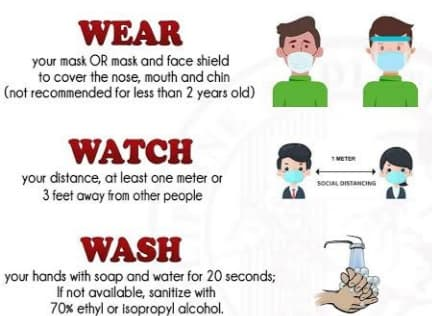 WEAR
your mask OR mask and face shield
to cover the nose, mouth and chin
(not recommended for less than 2 years old)
WATCH
your distance, at least one meter or
3 feet away from other people
1 METER
SOCIAL DISTANCING
WASH
your hands with soap and water for 20 seconds;
If not available, sanitize with
70% ethyl or isopropyl alcohol.